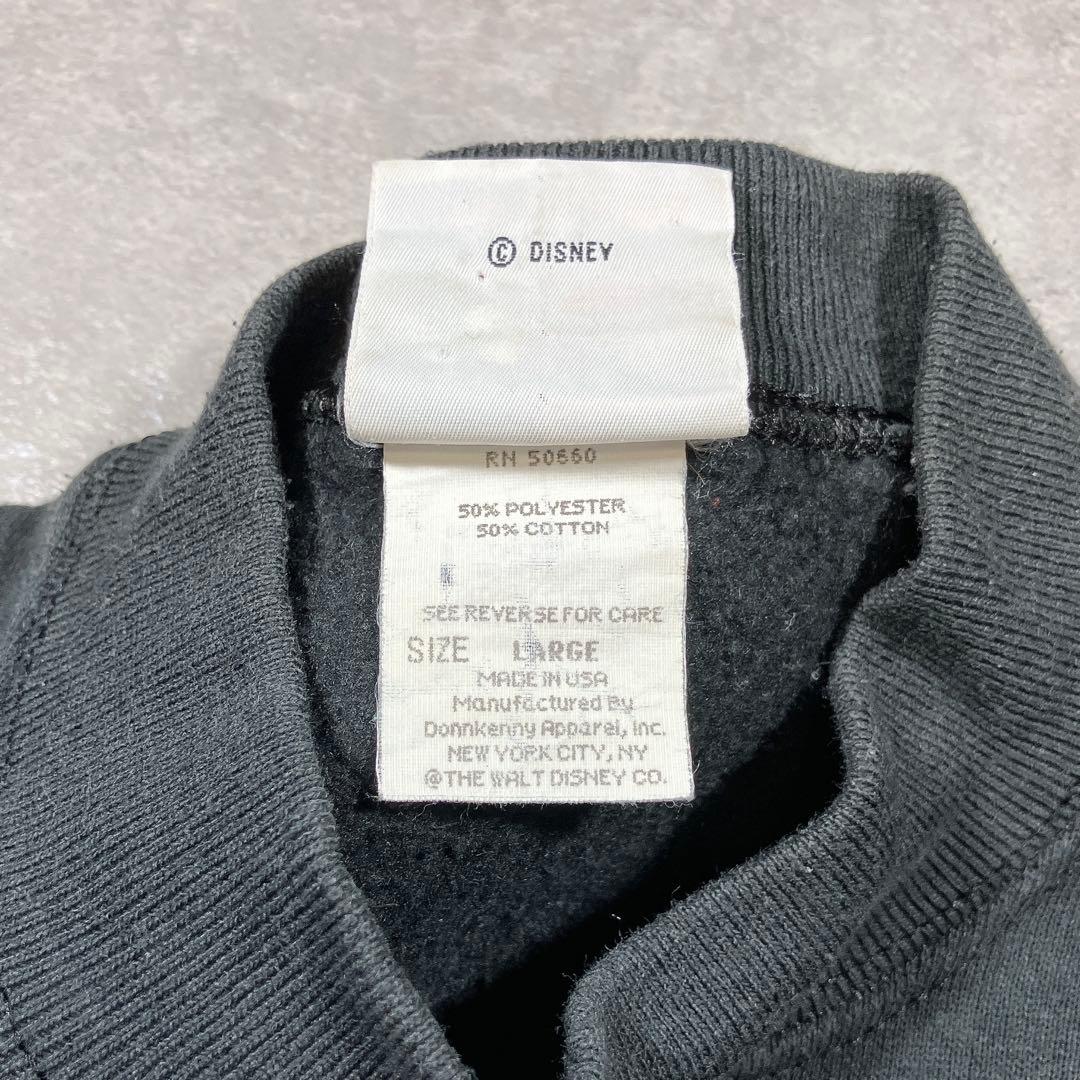 © DISNEY
RN 50660
50% POLYESTER
50% COTTON
SEE REVERSE FOR CARE
SIZE LARGE
MADE IN USA
Manufactured By
Donnkenny Apparel, Inc.
NEW YORK CITY, NY
@THE WALT DISNEY CO.